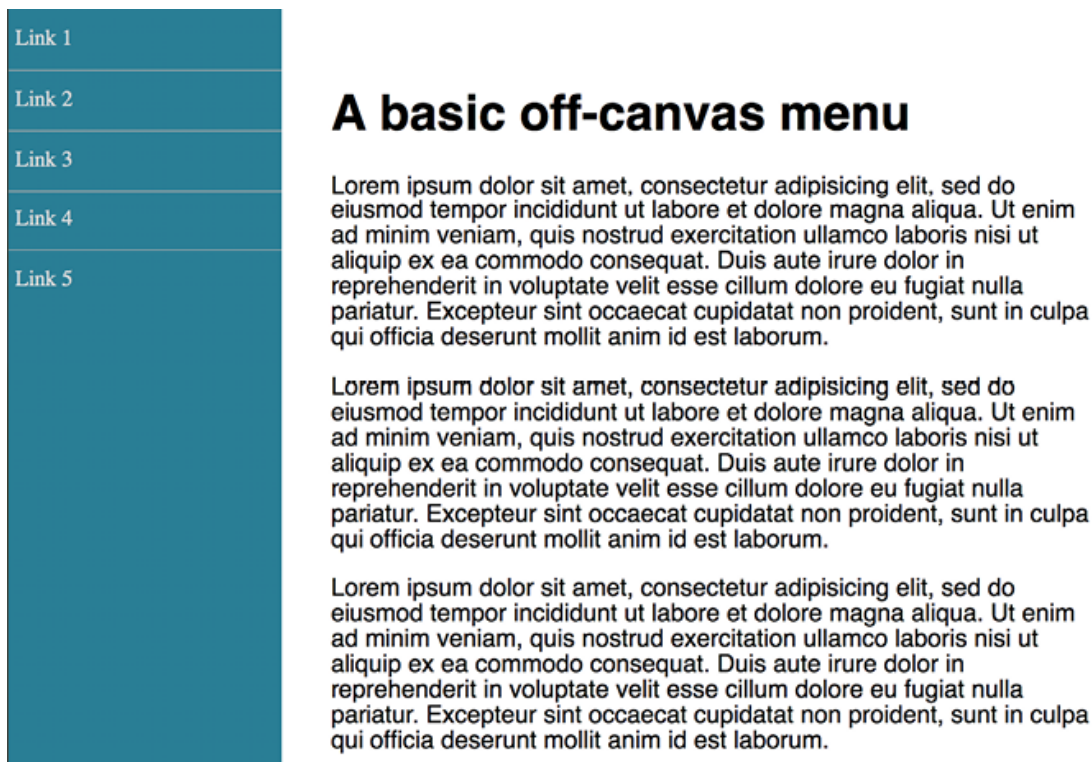 Link 1
Link 2
Link 3
Link 4
Link 5
A basic off-canvas menu
Lorem ipsum dolor sit amet, consectetur adipisicing elit, sed do
eiusmod tempor incididunt ut labore et dolore magna aliqua. Ut enim
ad minim veniam, quis nostrud exercitation ullamco laboris nisi ut
aliquip ex ea commodo consequat. Duis aute irure dolor in
reprehenderit in voluptate velit esse cillum dolore eu fugiat nulla
pariatur. Excepteur sint occaecat cupidatat non proident, sunt in culpa
qui officia deserunt mollit anim id est laborum.
Lorem ipsum dolor sit amet, consectetur adipisicing elit, sed do
eiusmod tempor incididunt ut labore et dolore magna aliqua. Ut enim
ad minim veniam, quis nostrud exercitation ullamco laboris nisi ut
aliquip ex ea commodo consequat. Duis aute irure dolor in
reprehenderit in voluptate velit esse cillum dolore eu fugiat nulla
pariatur. Excepteur sint occaecat cupidatat non proident, sunt in culpa
qui officia deserunt mollit anim id est laborum.
Lorem ipsum dolor sit amet, consectetur adipisicing elit, sed do
eiusmod tempor incididunt ut labore et dolore magna aliqua. Ut enim
ad minim veniam, quis nostrud exercitation ullamco laboris nisi ut
aliquip ex ea commodo consequat. Duis aute irure dolor in
reprehenderit in voluptate velit esse cillum dolore eu fugiat nulla
pariatur. Excepteur sint occaecat cupidatat non proident, sunt in culpa
qui officia deserunt mollit anim id est laborum.